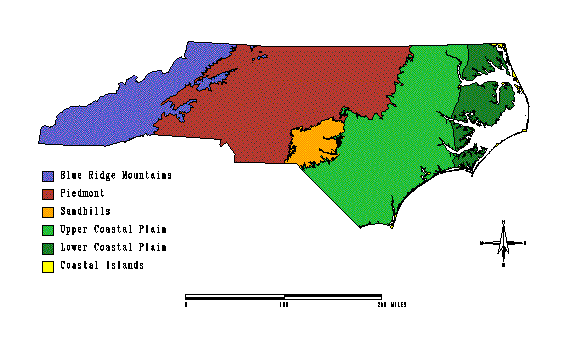 Blue Ridge Mountains
Piedmont
Sandhills
Upper Coastal Plain
Lower Coastal Plain
Coastal Islands
N
0 100 200 MILES